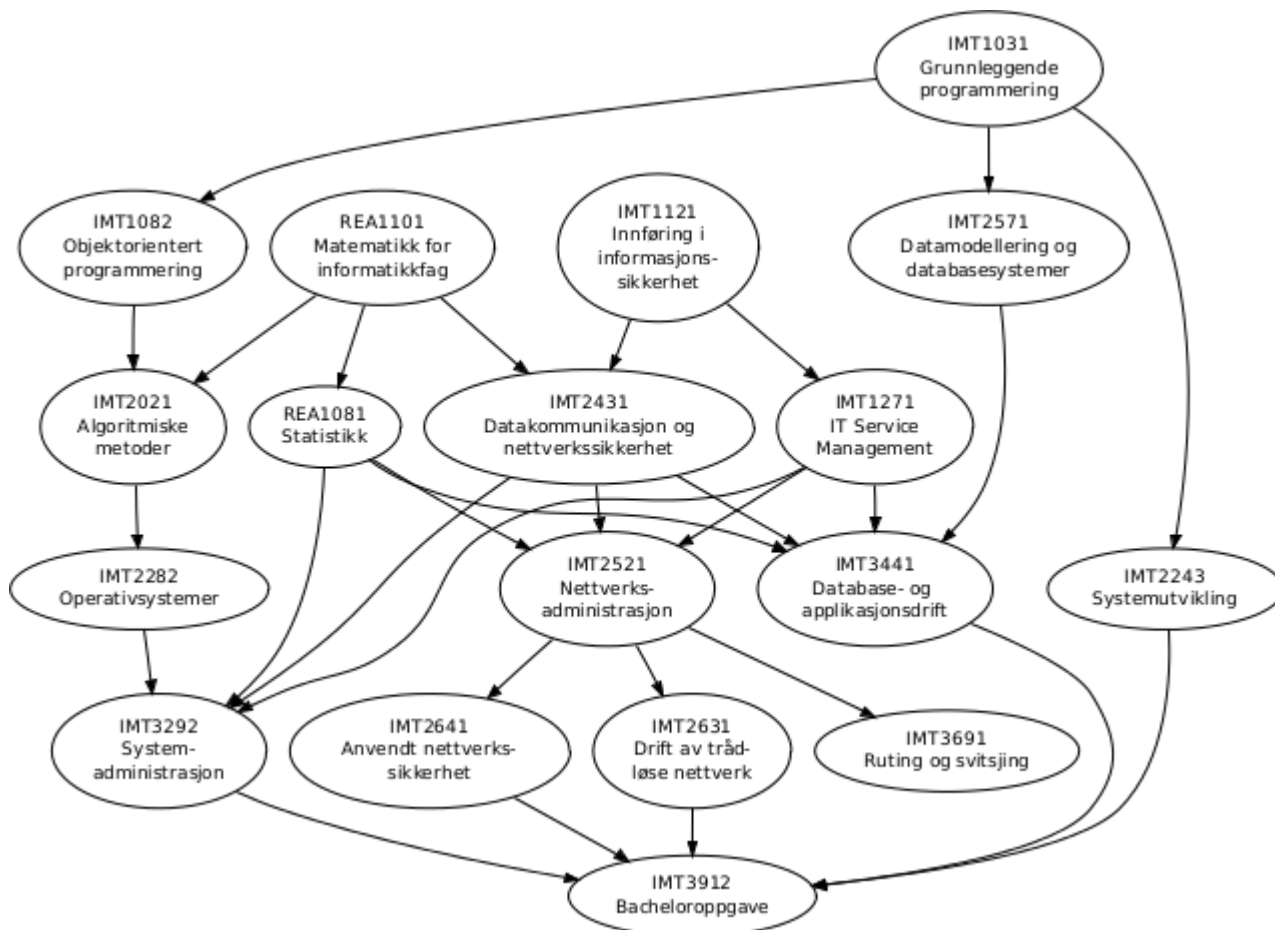 IMT1031
Grunnleggende
programmering
IMT1082
Objektorientert
programmering
REA1101
Matematikk for
informatikkfag
IMT1121
Innføring i
informasjons-
sikkerhet
IMT2571
Datamodellering og
databasesystemer
IMT2021
Algoritmiske
metoder
REA1081
Statistikk
IMT2431
Datakommunikasjon og
nettverkssikkerhet
IMT1271
IT Service
Management
IMT2282
Operativsystemer
IMT2521
Nettverks-
administrasjon
IMT3441
Database- og
applikasjonsdrift
IMT2243
Systemutvikling
IMT3292
System-
administrasjon
IMT2641
Anvendt nettverks-
sikkerhet
IMT2631
Drift av tråd-
løse nettverk
IMT3691
Ruting og svitsjing
IMT3912
Bacheloroppgave